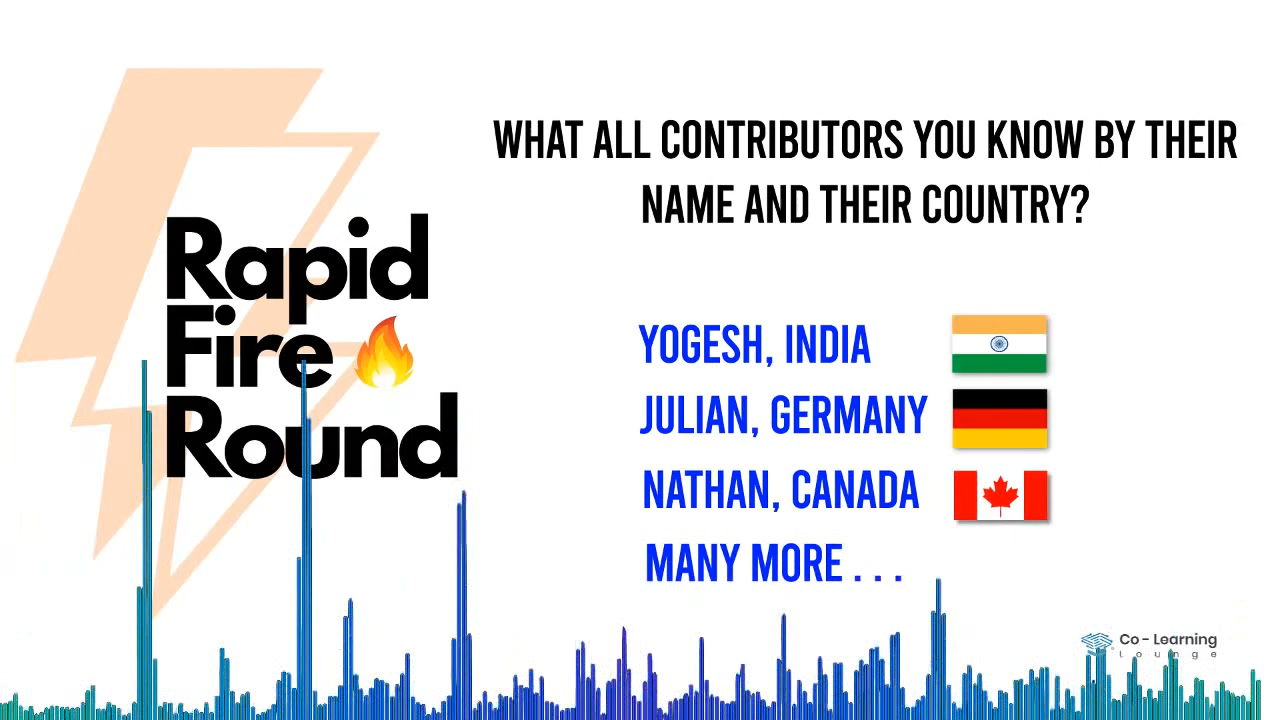 WHAT ALL CONTRIBUTORS YOU KNOW BY THEIR
NAME AND THEIR COUNTRY?
Rapid
Fire
Round
YOGESH, INDIA
JULIAN, GERMANY
NATHAN, CANADA
MANY MORE . . .
Co - Learning
Lounge